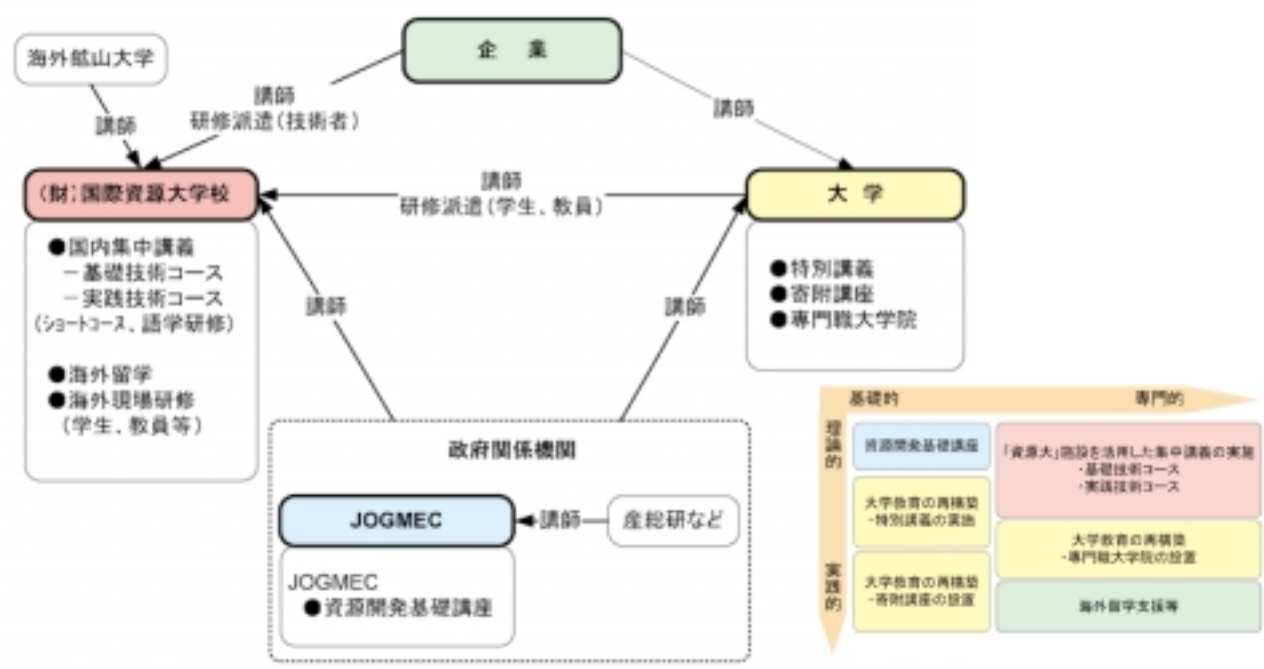 企 業
海外鉱山大学
講師
講師
研修派遣(技術者)
講師
(財)国際資源大学校
講師
研修派遣(学生、教員)
大 学
●国内集中講義
－基礎技術コース
－実践技術コース
(ショートコース、語学研修)
●海外留学
●海外現場研修
(学生、教員等)
●特別講義
●寄附講座
●専門職大学院
講師
講師
政府関係機関
JOGMEC
講師
産総研など
JOGMEC
●資源開発基礎講座
基礎的
専門的
理論的
実践的
資源開発基礎講座
「資源大」施設を活用した集中講義の実施
・基礎技術コース
・実践技術コース
大学教育の再構築
-特別講義の実施
大学教育の再構築
-専門職大学院の設置
大学教育の再構築
-寄附講座の設置
海外留学支援等